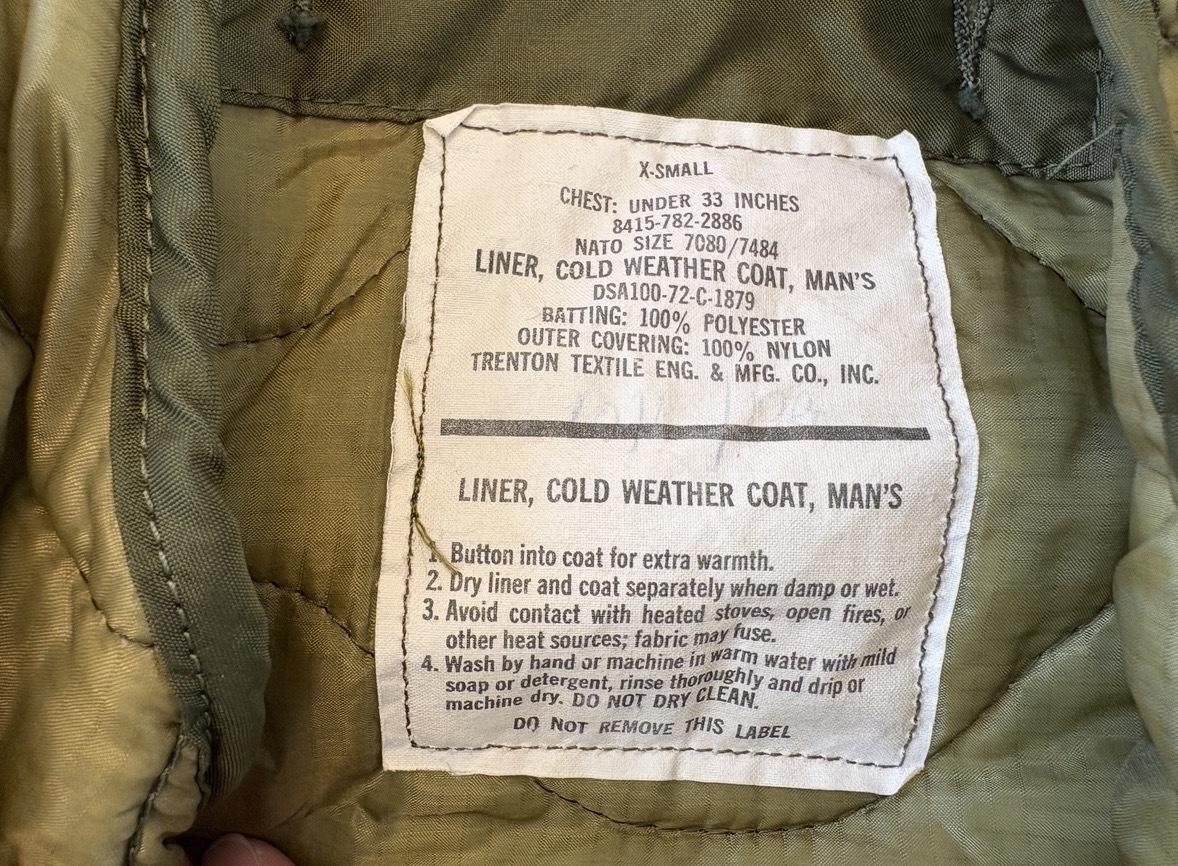 X-SMALL
CHEST: UNDER 33 INCHES
8415-782-2886
NATO SIZE 7080/7484
LINER, COLD WEATHER COAT, MAN'S
DSA100-72-C-1879
BATTING: 100% POLYESTER
OUTER COVERING: 100% NYLON
TRENTON TEXTILE ENG. & MFG. CO., INC.
LINER, COLD WEATHER COAT, MAN'S
1. Button into coat for extra warmth.
2. Dry liner and coat separately when damp or wet.
3. Avoid contact with heated stoves, open fires, or
other heat sources; fabric may fuse.
4. Wash by hand or machine in warm water with mild
soap or detergent, rinse thoroughly and drip or
machine dry. DO NOT DRY CLEAN.
DO NOT REMOVE THIS LABEL